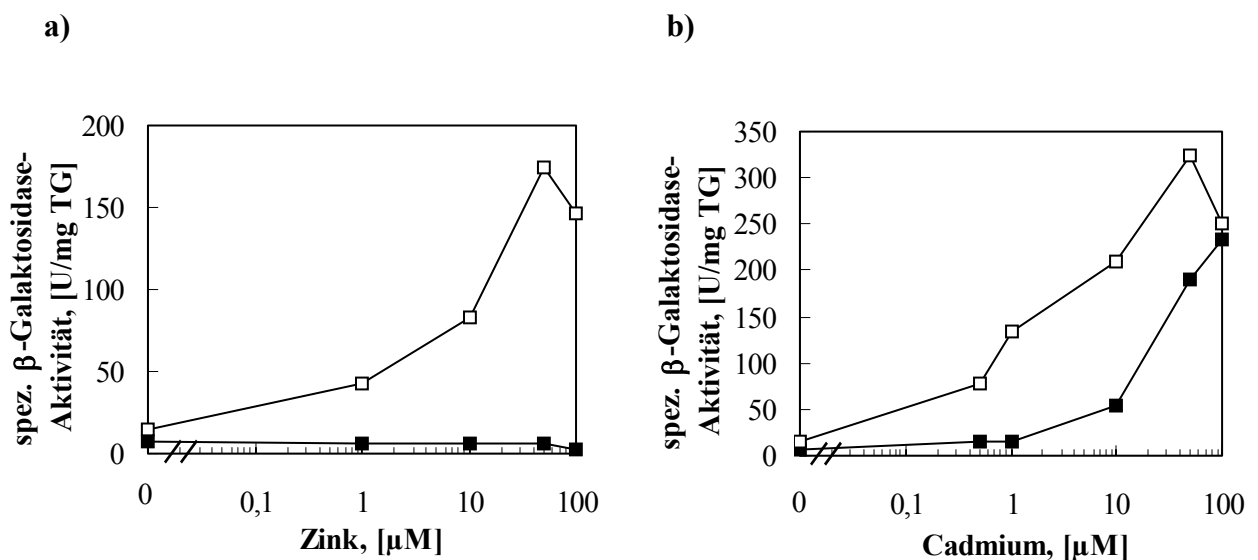 a)
spez. β-Galaktosidase-
Aktivität, [U/mg TG]
200
150
100
50
0
0
0,1
1
10
100
Zink, [µM]
b)
spez. β-Galaktosidase-
Aktivität, [U/mg TG]
350
300
250
200
150
100
50
0
0
0,1
1
10
100
Cadmium, [µM]